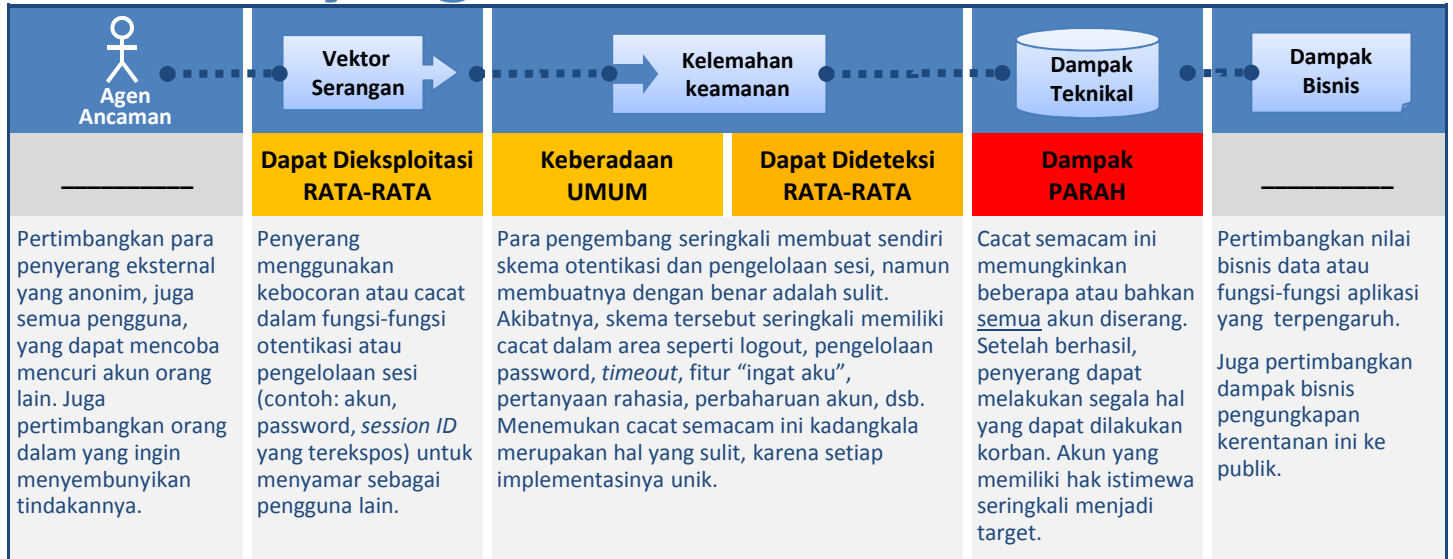 Agen
Ancaman
Vektor
Serangan
Kelemahan
keamanan
Dampak
Teknikal
Dampak
Bisnis
__________
Dapat Dieksploitasi
RATA-RATA
Keberadaan
UMUM
Dapat Dideteksi
RATA-RATA
Dampak
PARAH
__________
Pertimbangkan para
penyerang eksternal
yang anonim, juga
semua pengguna,
yang dapat mencoba
mencuri akun orang
lain. Juga
pertimbangkan orang
dalam yang ingin
menyembunyikan
tindakannya.
Penyerang
menggunakan
kebocoran atau cacat
dalam fungsi-fungsi
otentikasi atau
pengelolaan sesi
(contoh: akun,
password, session ID
yang terekspos) untuk
menyamar sebagai
pengguna lain.
Para pengembang seringkali membuat sendiri
skema otentikasi dan pengelolaan sesi, namun
membuatnya dengan benar adalah sulit.
Akibatnya, skema tersebut seringkali memiliki
cacat dalam area seperti logout, pengelolaan
password, timeout, fitur “ingat aku”,
pertanyaan rahasia, perbaharuan akun, dsb.
Menemukan cacat semacam ini kadangkala
merupakan hal yang sulit, karena setiap
implementasinya unik.
Cacat semacam ini
memungkinkan
beberapa atau bahkan
semua akun diserang.
Setelah berhasil,
penyerang dapat
melakukan segala hal
yang dapat dilakukan
korban. Akun yang
memiliki hak istimewa
seringkali menjadi
target.
Pertimbangkan nilai
bisnis data atau
fungsi-fungsi aplikasi
yang terpengaruh.
Juga pertimbangkan
dampak bisnis
pengungkapan
kerentanan ini ke
publik.